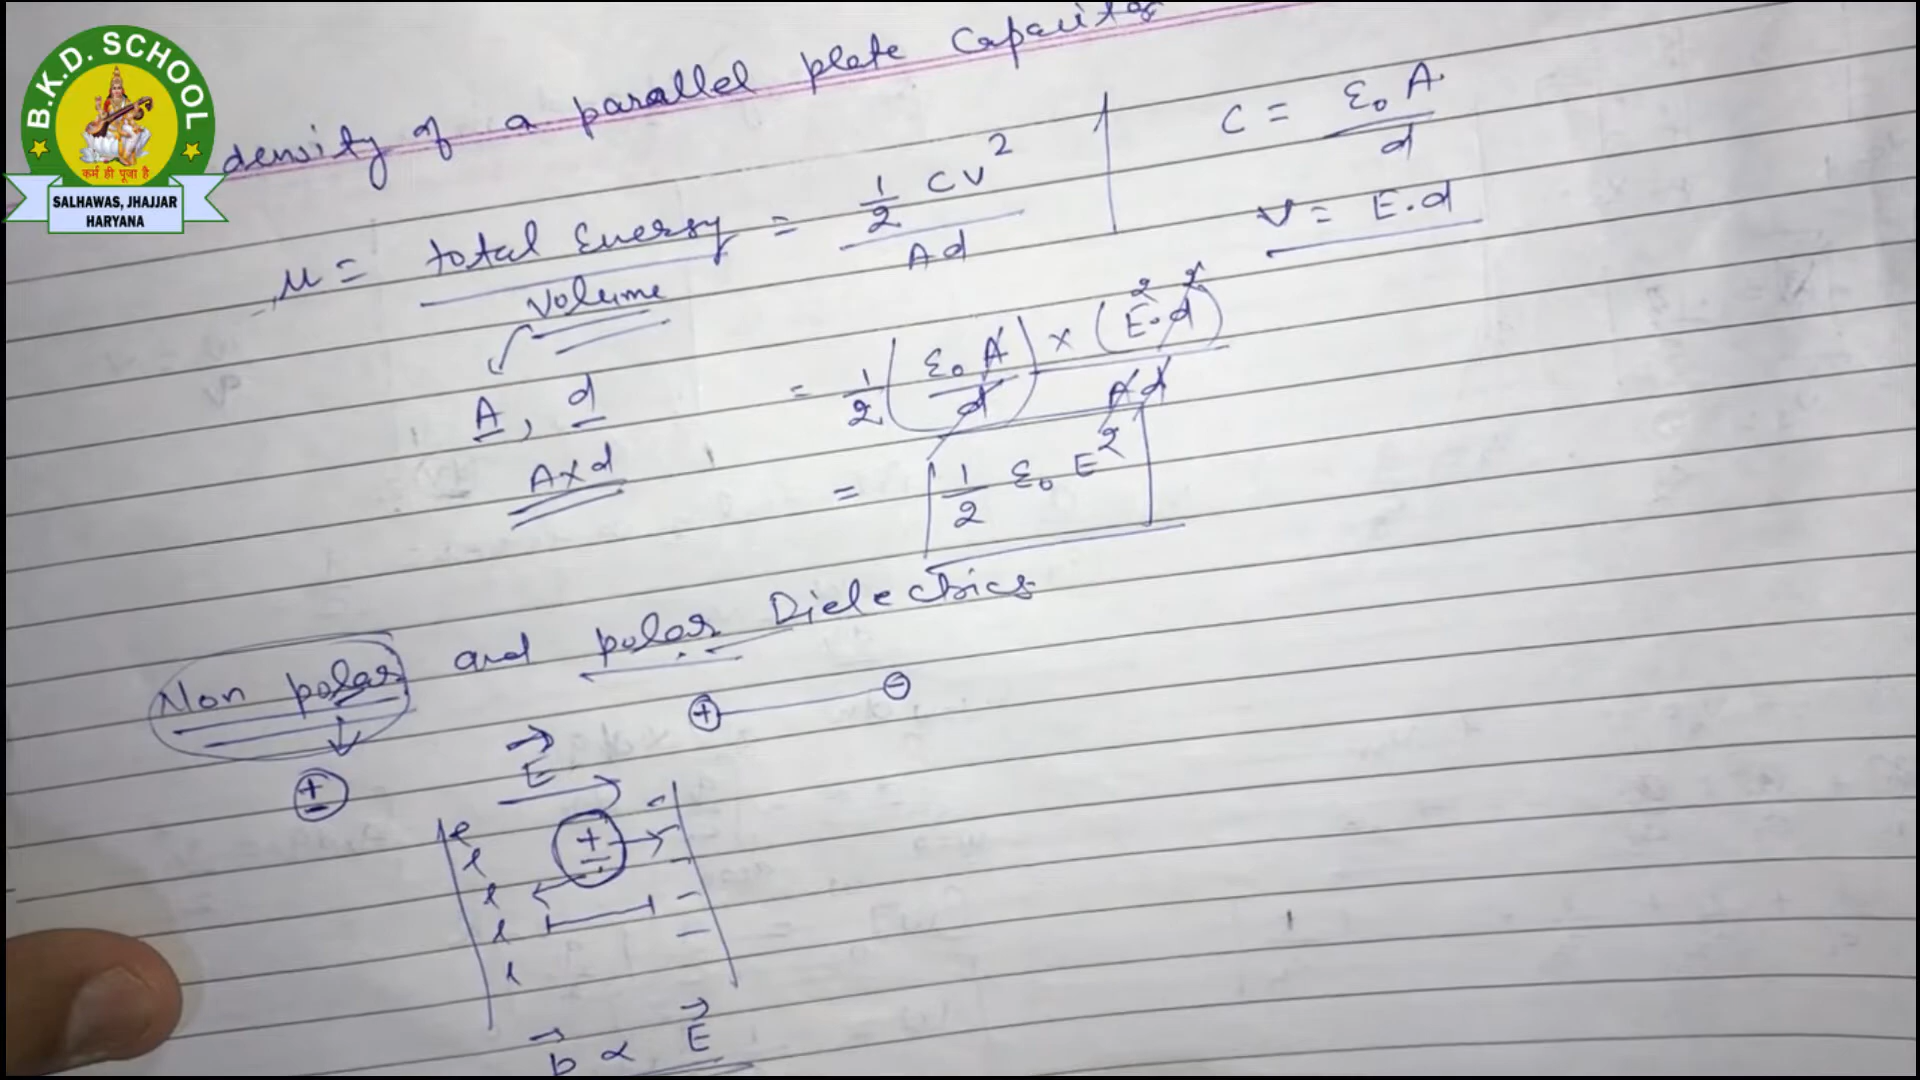 B.K.D. SCHOOL
कर्म ही पूजा है
SALHAWAS, JHAJJAR
HARYANA
density of a parallel plate Capacitor
u = total Energy / Volume = 1/2 CV² / Ad
C = ε₀ A / d
V = E.d
A, d
A×d
= 1/2 (ε₀ A / d) × (E.d)² / Ad
= 1/2 ε₀ E²
Non polar and polar Dielectrics
+ −
±
E⃗
±
p⃗ ∝ E⃗